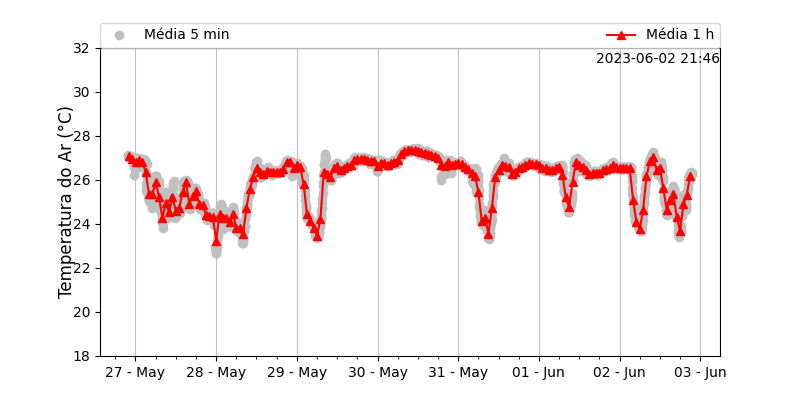 Média 5 min
Média 1 h
2023-06-02 21:46
Temperatura do Ar (°C)
32
30
28
26
24
22
20
18
27 - May
28 - May
29 - May
30 - May
31 - May
01 - Jun
02 - Jun
03 - Jun